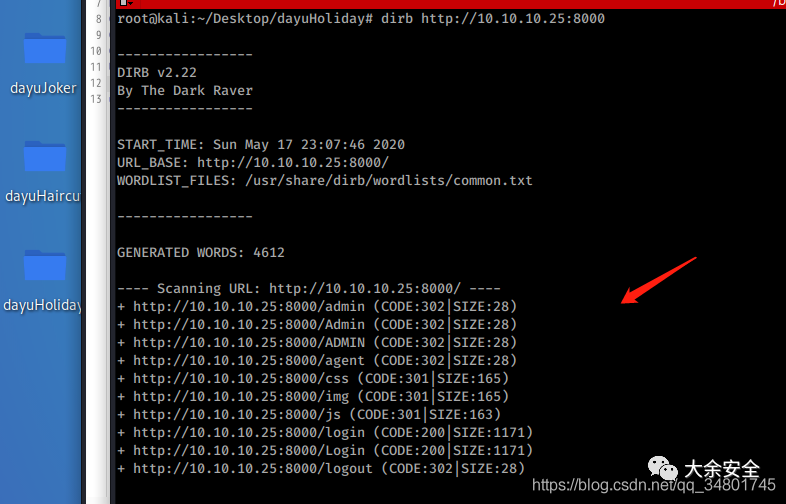 7
8
9
10
11
12
13
dayuJoker
dayuHaircu
dayuHoliday
root@kali:~/Desktop/dayuHoliday# dirb http://10.10.10.25:8000
-----------------
DIRB v2.22
By The Dark Raver
-----------------
START_TIME: Sun May 17 23:07:46 2020
URL_BASE: http://10.10.10.25:8000/
WORDLIST_FILES: /usr/share/dirb/wordlists/common.txt
-----------------
GENERATED WORDS: 4612
---- Scanning URL: http://10.10.10.25:8000/ ----
+ http://10.10.10.25:8000/admin (CODE:302|SIZE:28)
+ http://10.10.10.25:8000/Admin (CODE:302|SIZE:28)
+ http://10.10.10.25:8000/ADMIN (CODE:302|SIZE:28)
+ http://10.10.10.25:8000/agent (CODE:302|SIZE:28)
+ http://10.10.10.25:8000/css (CODE:301|SIZE:165)
+ http://10.10.10.25:8000/img (CODE:301|SIZE:165)
+ http://10.10.10.25:8000/js (CODE:301|SIZE:163)
+ http://10.10.10.25:8000/login (CODE:200|SIZE:1171)
+ http://10.10.10.25:8000/Login (CODE:200|SIZE:1171)
+ http://10.10.10.25:8000/logout (CODE:302|SIZE:28)
大余安全
https://blog.csdn.net/qq_34801745